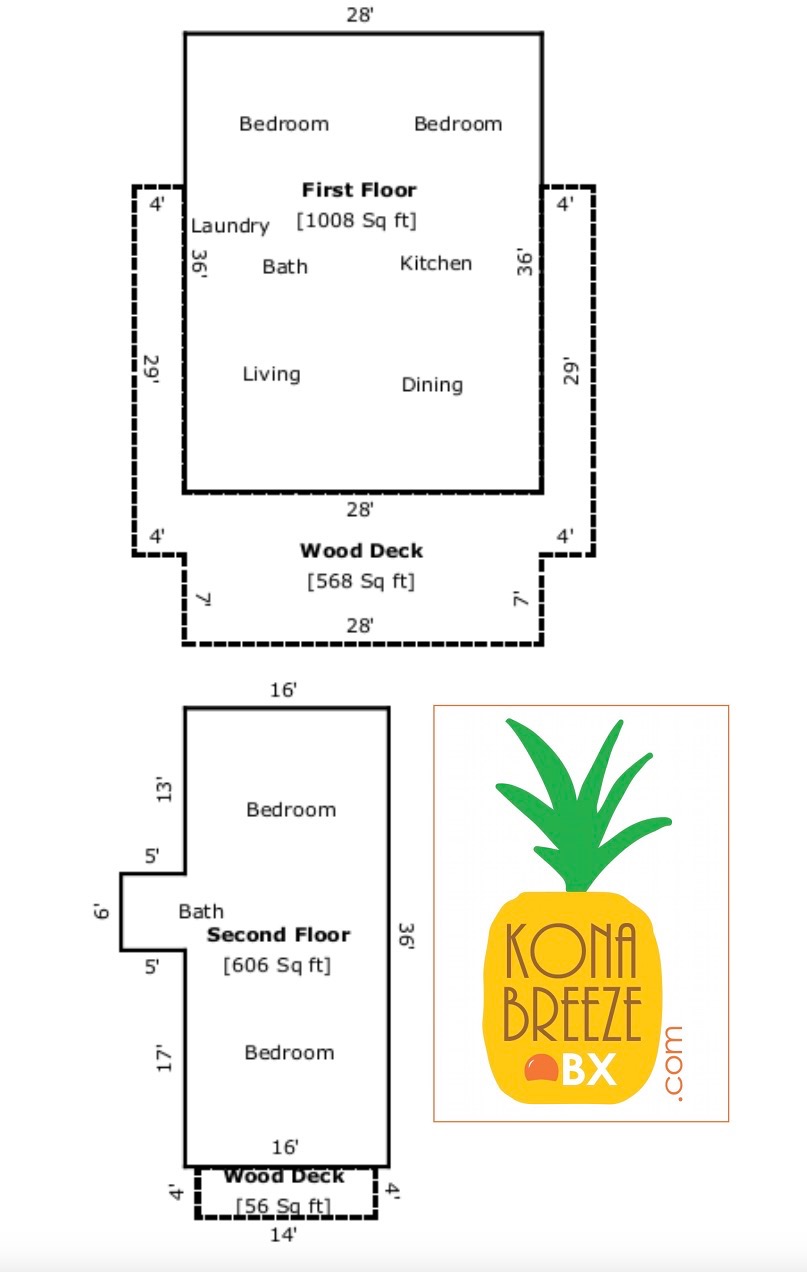 28'
Bedroom Bedroom
First Floor
4' 4'
[1008 Sq ft]
Laundry
36' 36'
Bath Kitchen
29' 29'
Living Dining
28'
4' 4'
Wood Deck
[568 Sq ft]
7' 7'
28'
16'
13'
Bedroom
5'
6'
Bath
Second Floor
36'
[606 Sq ft]
5'
17'
Bedroom
16'
Wood Deck
4' 4'
[56 Sq ft]
14'
KONA
BREEZE
OBX
.com